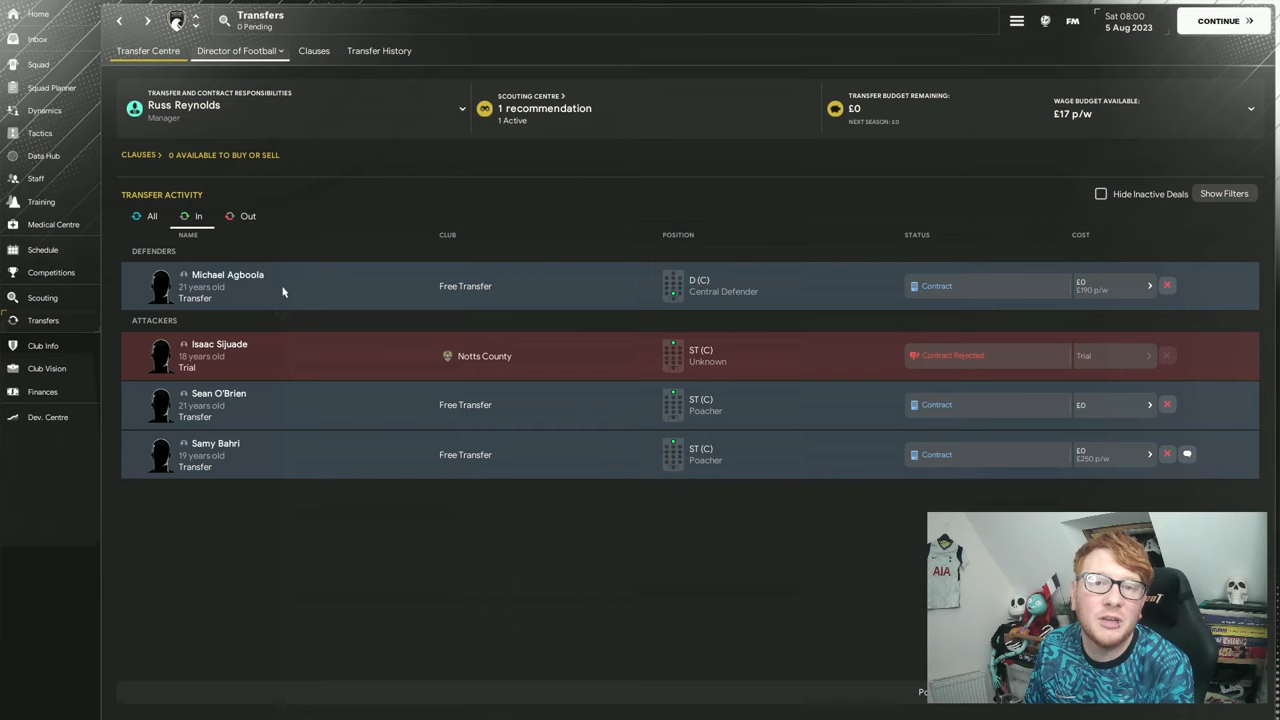 Home
Inbox
Squad
Squad Planner
Dynamics
Tactics
Data Hub
Staff
Training
Medical Centre
Schedule
Competitions
Scouting
Transfers
Club Info
Club Vision
Finances
Dev. Centre
Transfers
0 Pending
FM
Sat 08:00
5 Aug 2023
CONTINUE
Transfer Centre
Director of Football
Clauses
Transfer History
TRANSFER AND CONTRACT RESPONSIBILITIES
Russ Reynolds
Manager
SCOUTING CENTRE >
1 recommendation
1 Active
TRANSFER BUDGET REMAINING:
£0
NEXT SEASON: £0
WAGE BUDGET AVAILABLE:
£17 p/w
CLAUSES > 0 AVAILABLE TO BUY OR SELL
TRANSFER ACTIVITY
Hide Inactive Deals
Show Filters
All In Out
NAME CLUB POSITION STATUS COST
DEFENDERS
Michael Agboola
21 years old
Transfer
Free Transfer
D (C)
Central Defender
Contract
£0
£190 p/w
ATTACKERS
Isaac Sijuade
18 years old
Trial
Notts County
ST (C)
Unknown
Contract Rejected
Trial
Sean O'Brien
21 years old
Transfer
Free Transfer
ST (C)
Poacher
Contract
£0
Samy Bahri
19 years old
Transfer
Free Transfer
ST (C)
Poacher
Contract
£0
£250 p/w
AIA